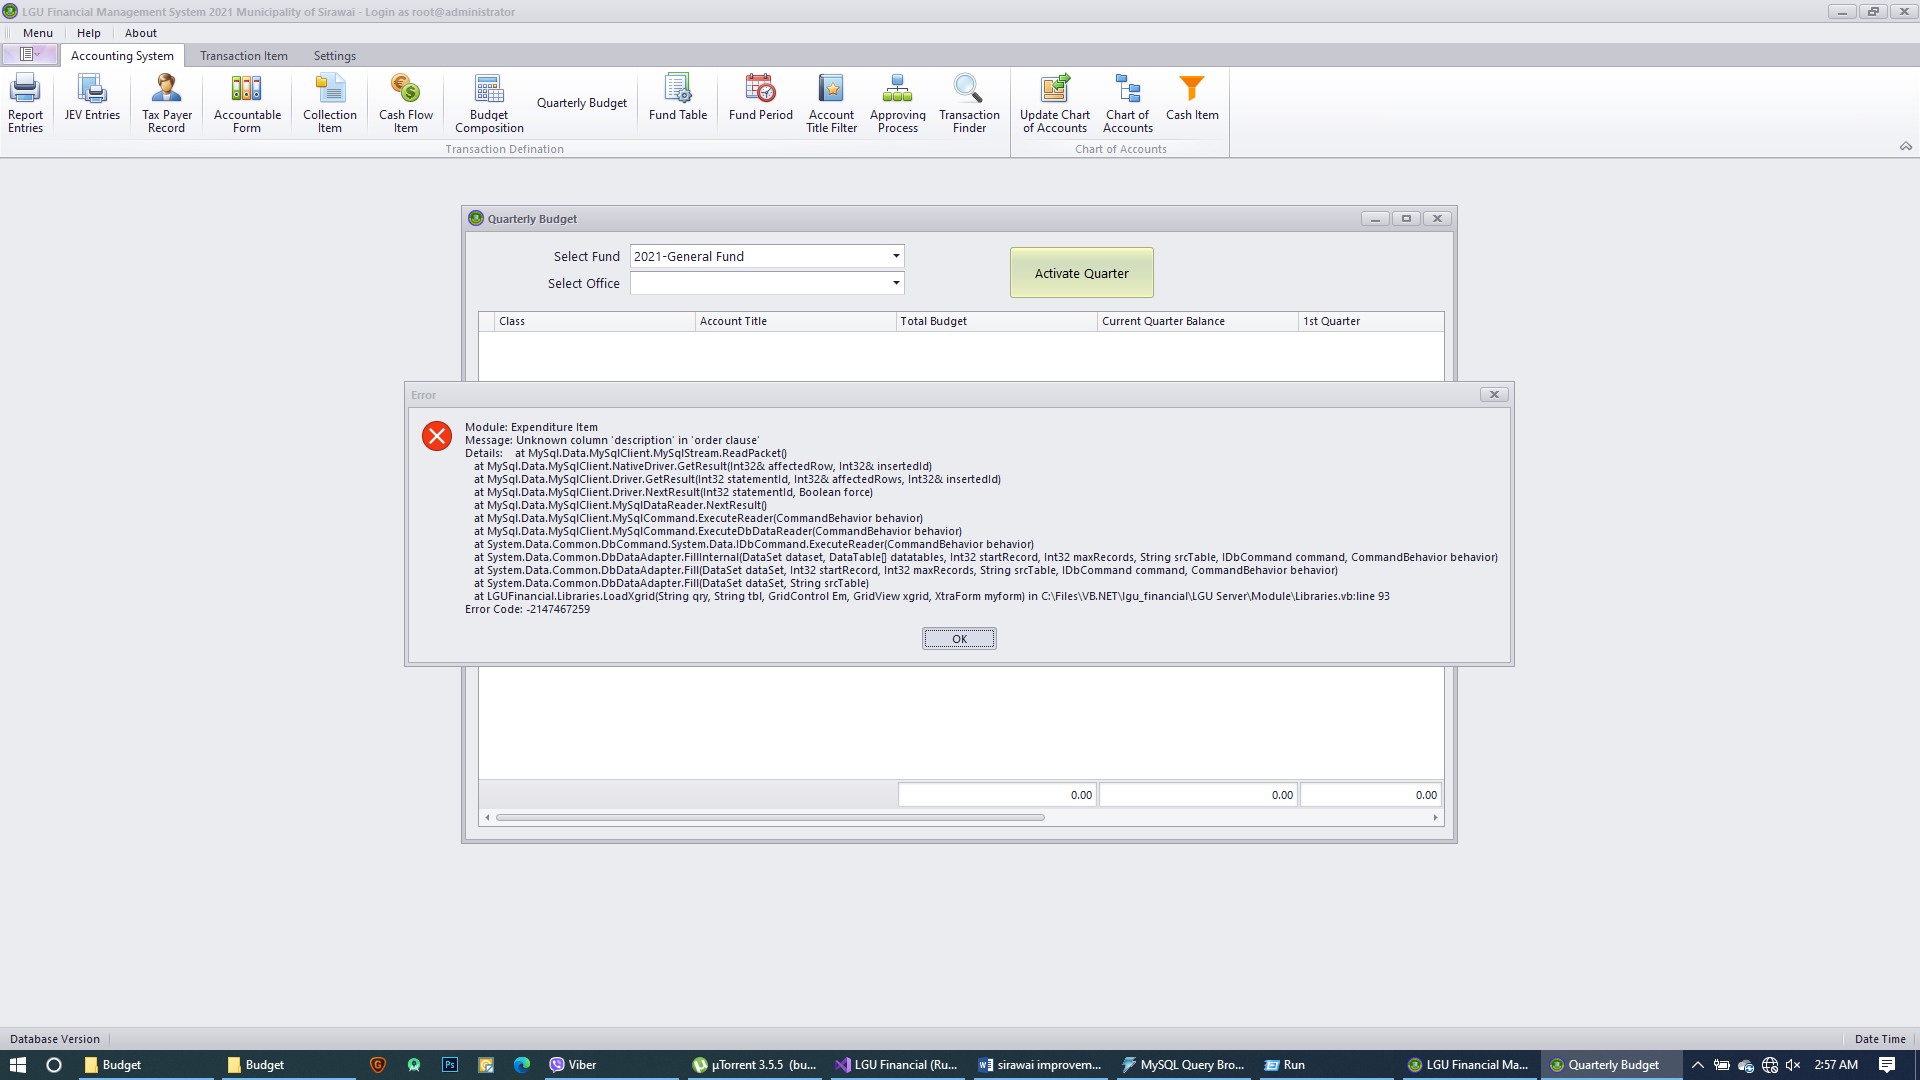 LGU Financial Management System 2021 Municipality of Sirawai - Login as root@administrator
Menu Help About
Accounting System Transaction Item Settings
Report Entries
JEV Entries
Tax Payer Record
Accountable Form
Collection Item
Cash Flow Item
Budget Composition
Quarterly Budget
Fund Table
Fund Period
Account Title Filter
Approving Process
Transaction Finder
Update Chart of Accounts
Chart of Accounts
Cash Item
Transaction Definition
Chart of Accounts
Quarterly Budget
Select Fund 2021-General Fund
Select Office
Activate Quarter
Class Account Title Total Budget Current Quarter Balance 1st Quarter
Error
Module: Expenditure Item
Message: Unknown column 'description' in 'order clause'
Details: at MySql.Data.MySqlClient.MySqlStream.ReadPacket()
at MySql.Data.MySqlClient.NativeDriver.GetResult(Int32& affectedRow, Int32& insertedId)
at MySql.Data.MySqlClient.Driver.GetResult(Int32 statementId, Int32& affectedRows, Int32& insertedId)
at MySql.Data.MySqlClient.Driver.NextResult(Int32 statementId, Boolean force)
at MySql.Data.MySqlClient.MySqlDataReader.NextResult()
at MySql.Data.MySqlClient.MySqlCommand.ExecuteReader(CommandBehavior behavior)
at MySql.Data.MySqlClient.MySqlCommand.ExecuteDbDataReader(CommandBehavior behavior)
at System.Data.Common.DbCommand.System.Data.IDbCommand.ExecuteReader(CommandBehavior behavior)
at System.Data.Common.DbDataAdapter.FillInternal(DataSet dataset, DataTable[] datatables, Int32 startRecord, Int32 maxRecords, String srcTable, IDbCommand command, CommandBehavior behavior)
at System.Data.Common.DbDataAdapter.Fill(DataSet dataSet, Int32 startRecord, Int32 maxRecords, String srcTable, IDbCommand command, CommandBehavior behavior)
at System.Data.Common.DbDataAdapter.Fill(DataSet dataSet, String srcTable)
at LGUFinancial.Libraries.LoadXgrid(String qry, String tbl, GridControl Em, GridView xgrid, XtraForm myform) in C:\Files\VB.NET\lgu_financial\LGU Server\Module\Libraries.vb:line 93
Error Code: -2147467259
OK
0.00 0.00 0.00
Database Version Date Time
Budget Budget Ps Viber µTorrent 3.5.5 (bu... LGU Financial (Ru... sirawai improvem... MySQL Query Bro... Run LGU Financial Ma... Quarterly Budget 2:57 AM